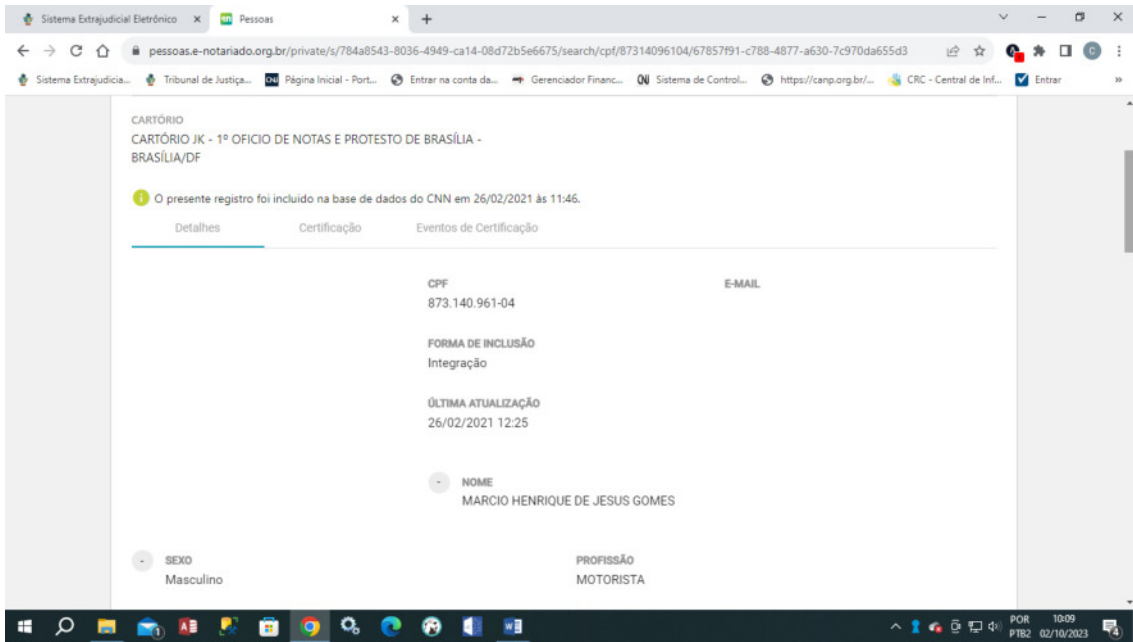 Sistema Extrajudicial Eletrônico
Pessoas
pessoas.e-notariado.org.br/private/s/784a8543-8036-4949-ca14-08d72b5e6675/search/cpf/87314096104/67857f91-c788-4877-a630-7c970da655d3
Sistema Extrajudicia... Tribunal de Justiça... Página Inicial - Port... Entrar na conta da... Gerenciador Financ... Sistema de Control... https://canp.org.br/... CRC - Central de Inf... Entrar
CARTÓRIO
CARTÓRIO JK - 1º OFICIO DE NOTAS E PROTESTO DE BRASÍLIA -
BRASÍLIA/DF
O presente registro foi incluido na base de dados do CNN em 26/02/2021 às 11:46.
Detalhes Certificação Eventos de Certificação
CPF E-MAIL
873.140.961-04
FORMA DE INCLUSÃO
Integração
ÚLTIMA ATUALIZAÇÃO
26/02/2021 12:25
NOME
MARCIO HENRIQUE DE JESUS GOMES
SEXO PROFISSÃO
Masculino MOTORISTA
POR 10:09
PTB2 02/10/2023